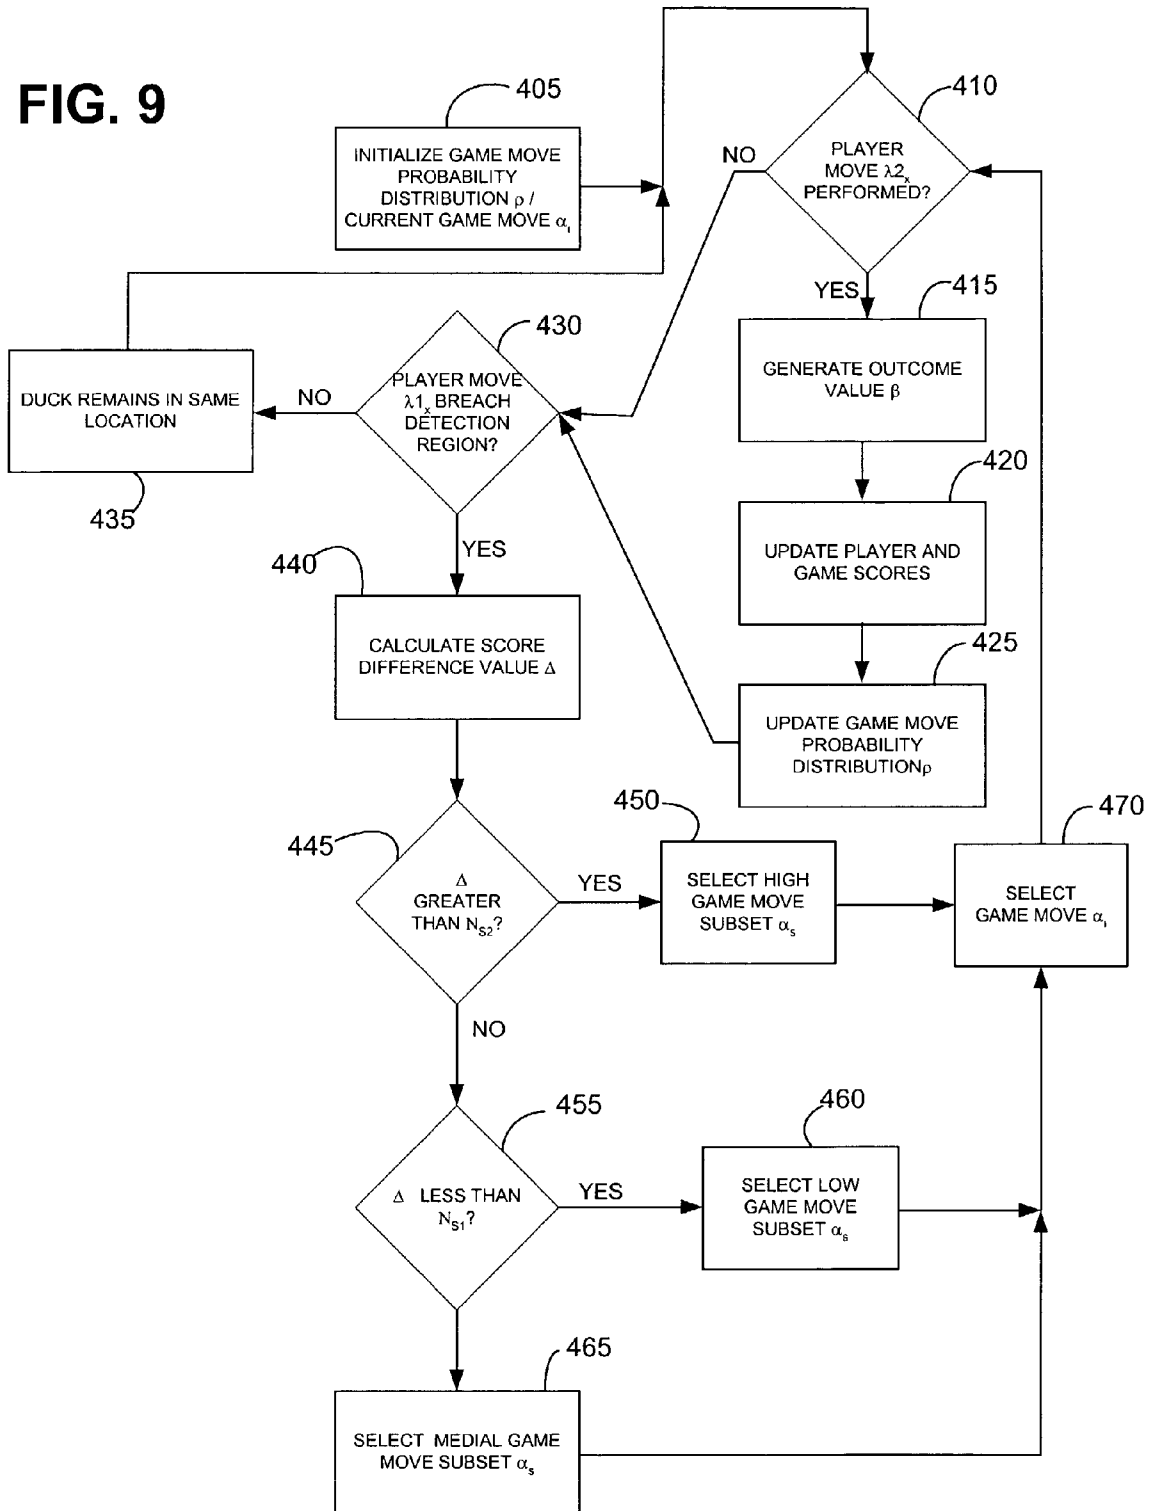 FIG. 9
405
INITIALIZE GAME MOVE
PROBABILITY
DISTRIBUTION ρ /
CURRENT GAME MOVE αᵢ
410
PLAYER
MOVE λ2ₓ
PERFORMED?
NO
YES
415
GENERATE OUTCOME
VALUE β
420
UPDATE PLAYER AND
GAME SCORES
425
UPDATE GAME MOVE
PROBABILITY
DISTRIBUTIONρ
430
PLAYER MOVE
λ1ₓ BREACH
DETECTION
REGION?
NO
DUCK REMAINS IN SAME
LOCATION
435
YES
440
CALCULATE SCORE
DIFFERENCE VALUE Δ
445
Δ
GREATER
THAN N_S2?
YES
450
SELECT HIGH
GAME MOVE
SUBSET αₛ
470
SELECT
GAME MOVE αᵢ
NO
455
Δ LESS THAN
N_S1?
YES
460
SELECT LOW
GAME MOVE
SUBSET αₛ
465
SELECT MEDIAL GAME
MOVE SUBSET αₛ